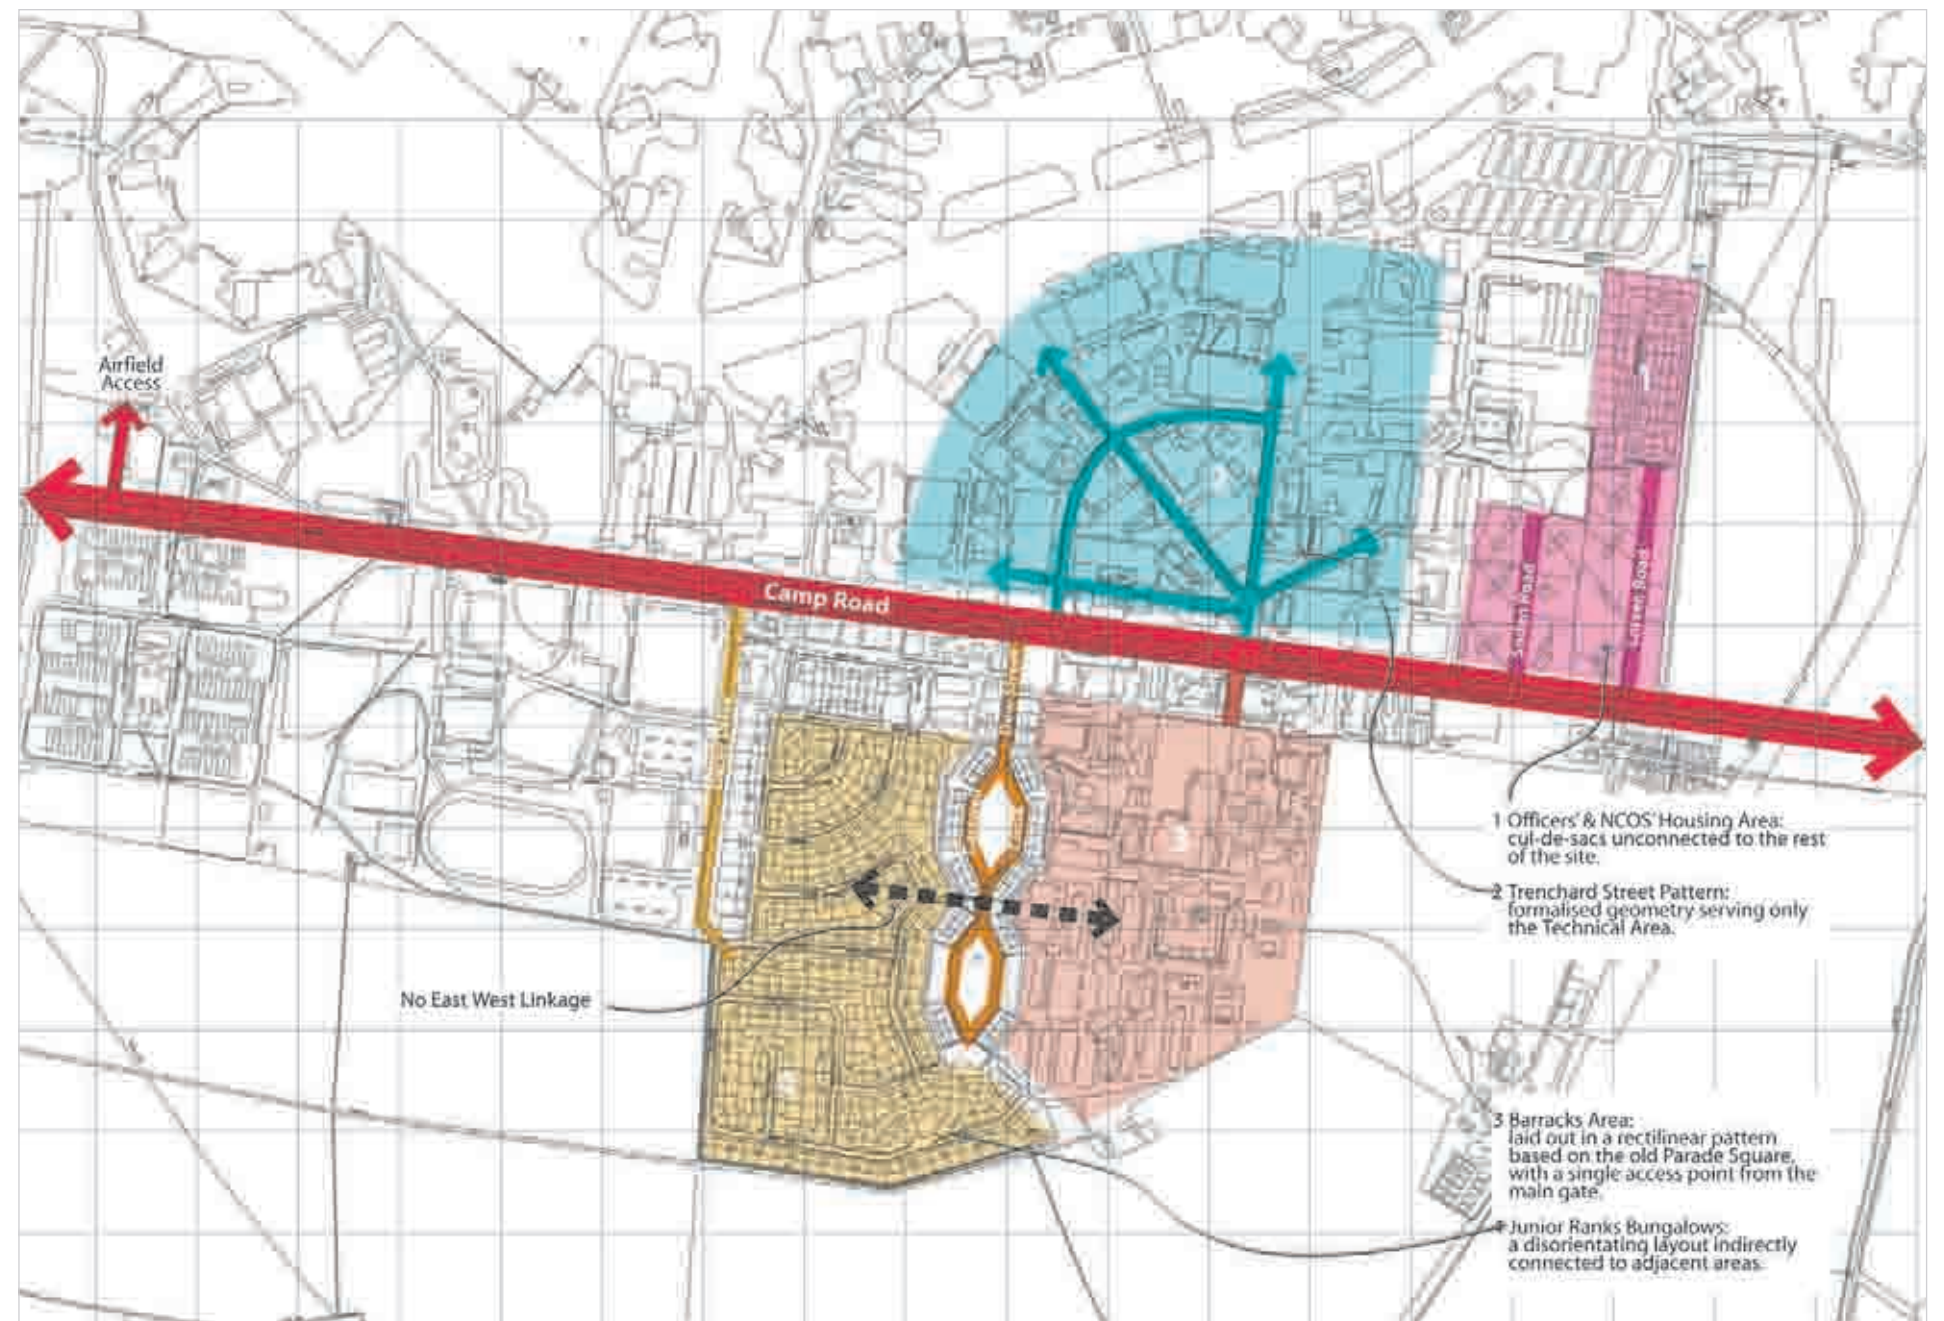 Airfield
Access
Camp Road
Road
Road
1 Officers' & NCOS' Housing Area:
cul-de-sacs unconnected to the rest
of the site.
2 Trenchard Street Pattern:
formalised geometry serving only
the Technical Area.
No East West Linkage
3 Barracks Area:
laid out in a rectilinear pattern
based on the old Parade Square,
with a single access point from the
main gate.
4 Junior Ranks Bungalows:
a disorientating layout indirectly
connected to adjacent areas.